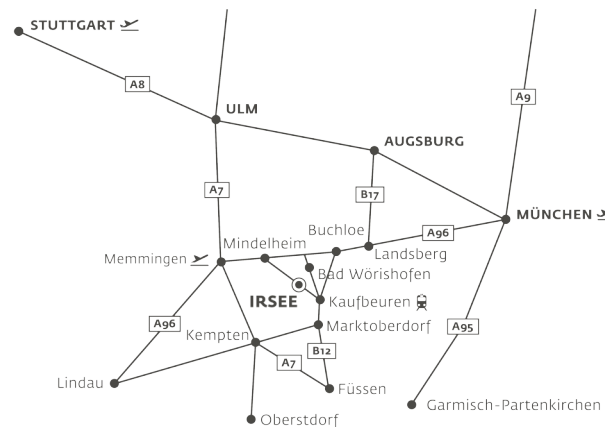 STUTTGART
A8
A9
ULM
AUGSBURG
A7
B17
MÜNCHEN
Buchloe
A96
Mindelheim
Landsberg
Memmingen
Bad Wörishofen
IRSEE
Kaufbeuren
A96
Marktoberdorf
A95
Kempten
B12
A7
Lindau
Füssen
Garmisch-Partenkirchen
Oberstdorf